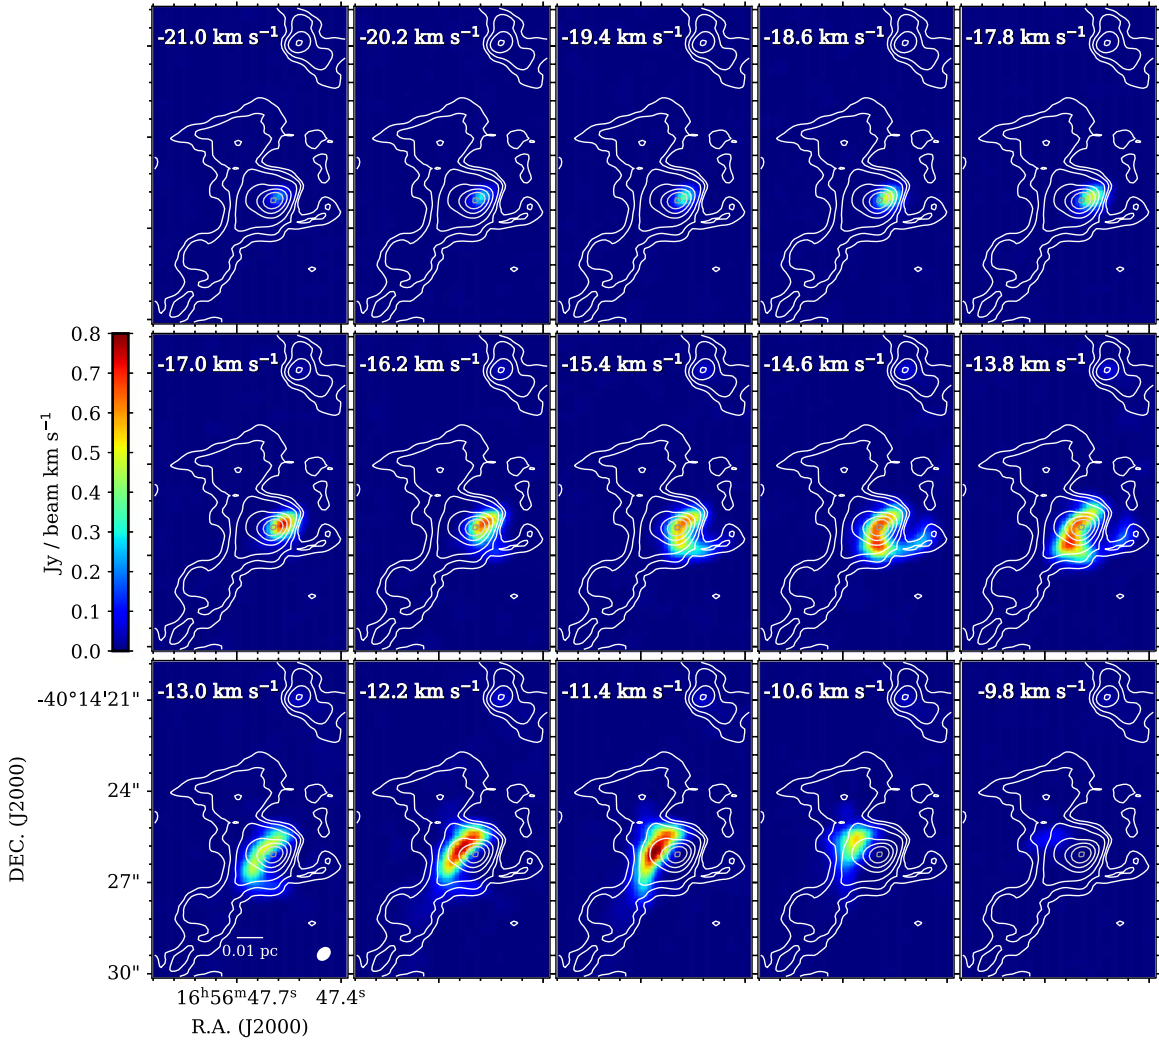 -21.0 km s⁻¹
-20.2 km s⁻¹
-19.4 km s⁻¹
-18.6 km s⁻¹
-17.8 km s⁻¹
-17.0 km s⁻¹
-16.2 km s⁻¹
-15.4 km s⁻¹
-14.6 km s⁻¹
-13.8 km s⁻¹
0.8
0.7
0.6
0.5
0.4
0.3
0.2
0.1
0.0
Jy / beam km s⁻¹
-13.0 km s⁻¹
-12.2 km s⁻¹
-11.4 km s⁻¹
-10.6 km s⁻¹
-9.8 km s⁻¹
-40°14'21"
24"
27"
30"
DEC. (J2000)
0.01 pc
16ʰ56ᵐ47.7ˢ 47.4ˢ
R.A. (J2000)